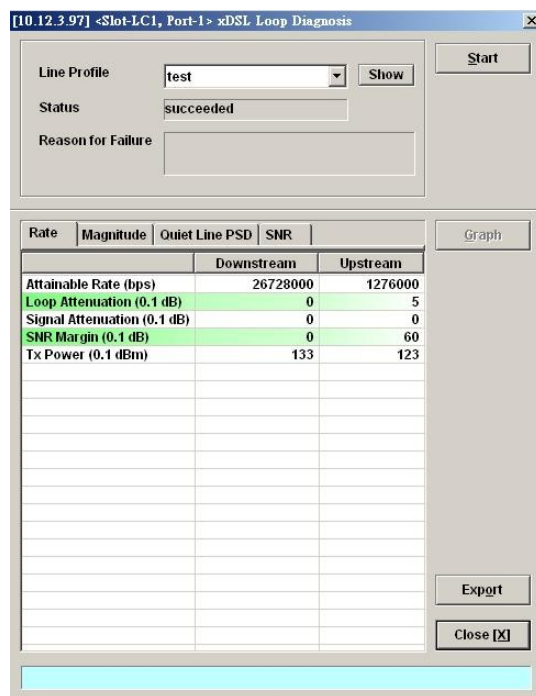 [10.12.3.97] <Slot-LC1, Port-1> xDSL Loop Diagnosis
Line Profile test Show Start
Status succeeded
Reason for Failure
Rate Magnitude Quiet Line PSD SNR Graph
Downstream Upstream
Attainable Rate (bps) 26728000 1276000
Loop Attenuation (0.1 dB) 0 5
Signal Attenuation (0.1 dB) 0 0
SNR Margin (0.1 dB) 0 60
Tx Power (0.1 dBm) 133 123
Export
Close [X]